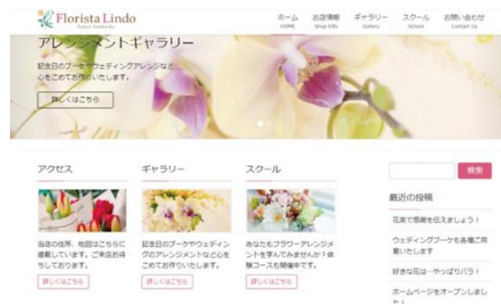 Florista Lindo
ホーム
HOME
お店情報
Shop Info
ギャラリー
Gallery
スクール
School
お問い合わせ
Contact Us
アレンジメントギャラリー
記念日のブーケやウェディングアレンジなど
心をこめてお作りいたします。
詳しくはこちら
アクセス
当店の住所、地図はこちらに
掲載しています。ご来店お待
ちしております。
詳しくはこちら
ギャラリー
記念日のブーケやウェディン
グのアレンジメントなど心を
こめてお作りいたします。
詳しくはこちら
スクール
あなたもフラワーアレンジメ
ントを学んでみませんか？体
験コースも開催中です。
詳しくはこちら
検索
最近の投稿
花束で感謝を伝えましょう！
ウェディングブーケも各種ご用
意いたします
好きな花は…やっぱりバラ！
ホームページをオープンしまし
た！